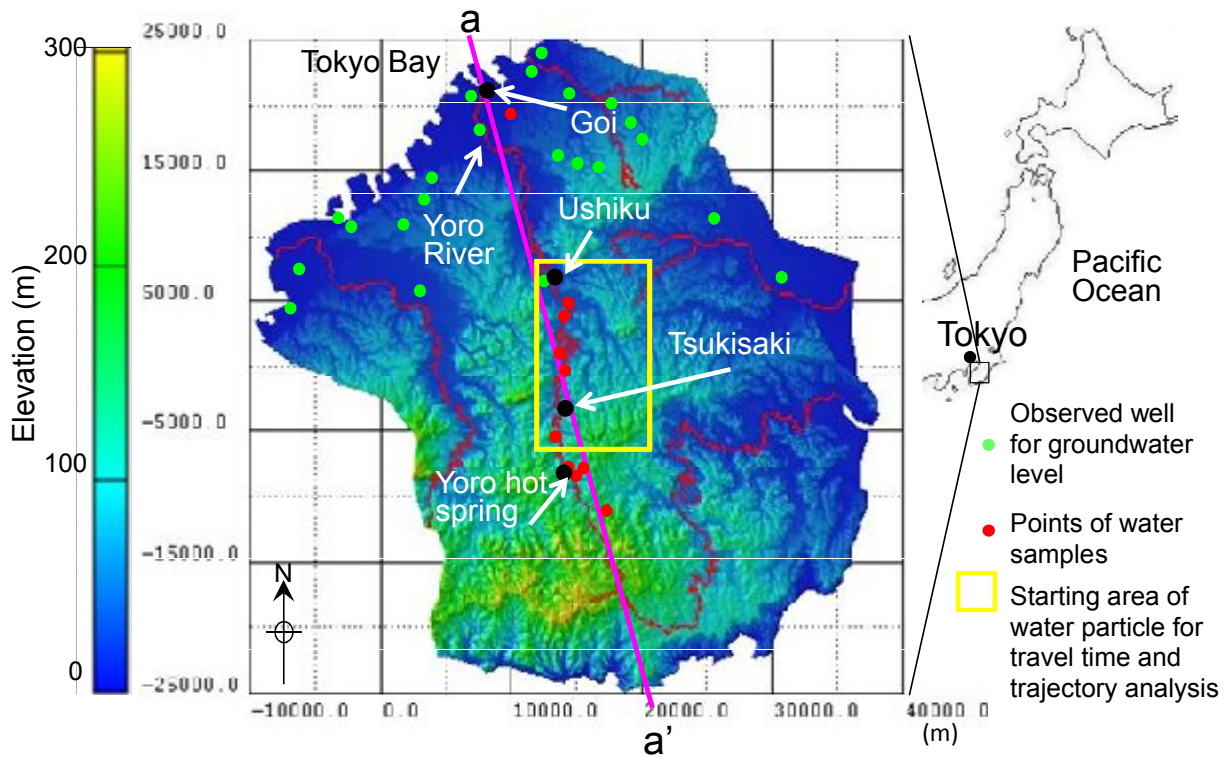 300
200
100
0
Elevation (m)
25000.0
15000.0
5000.0
-5000.0
-15000.0
-25000.0
a
Tokyo Bay
Goi
Yoro
River
Ushiku
Tsukisaki
Yoro hot
spring
N
-10000.0
0.0
10000.0
20000.0
30000.0
40000.0
(m)
a'
Pacific
Ocean
Tokyo
Observed well
for groundwater
level
Points of water
samples
Starting area of
water particle for
travel time and
trajectory analysis